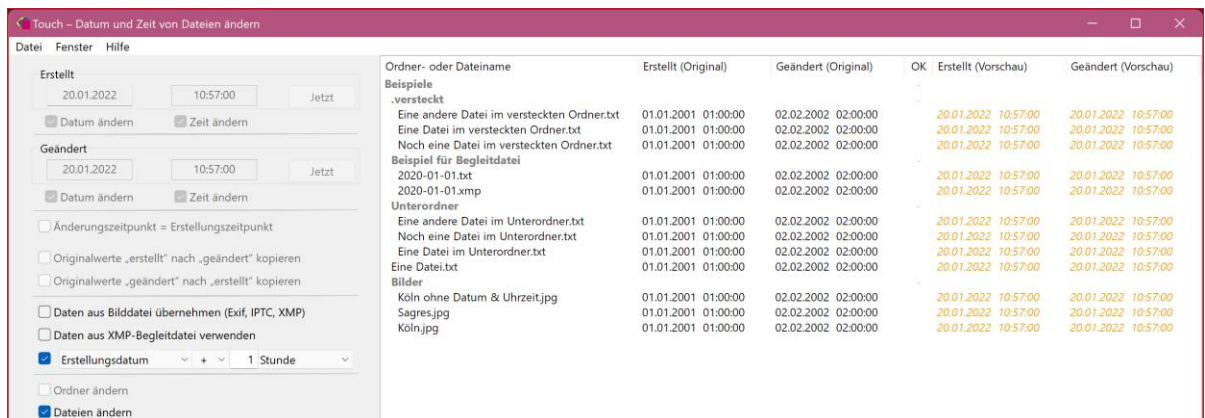 Touch – Datum und Zeit von Dateien ändern
Datei Fenster Hilfe
Erstellt
20.01.2022 10:57:00 Jetzt
Datum ändern Zeit ändern
Geändert
20.01.2022 10:57:00 Jetzt
Datum ändern Zeit ändern
Änderungszeitpunkt = Erstellungszeitpunkt
Originalwerte „erstellt“ nach „geändert“ kopieren
Originalwerte „geändert“ nach „erstellt“ kopieren
Daten aus Bilddatei übernehmen (Exif, IPTC, XMP)
Daten aus XMP-Begleitdatei verwenden
Erstellungsdatum + 1 Stunde
Ordner ändern
Dateien ändern
Ordner- oder Dateiname Erstellt (Original) Geändert (Original) OK Erstellt (Vorschau) Geändert (Vorschau)
Beispiele
.versteckt
Eine andere Datei im versteckten Ordner.txt 01.01.2001 01:00:00 02.02.2002 02:00:00 20.01.2022 10:57:00 20.01.2022 10:57:00
Eine Datei im versteckten Ordner.txt 01.01.2001 01:00:00 02.02.2002 02:00:00 20.01.2022 10:57:00 20.01.2022 10:57:00
Noch eine Datei im versteckten Ordner.txt 01.01.2001 01:00:00 02.02.2002 02:00:00 20.01.2022 10:57:00 20.01.2022 10:57:00
Beispiel für Begleitdatei
2020-01-01.txt 01.01.2001 01:00:00 02.02.2002 02:00:00 20.01.2022 10:57:00 20.01.2022 10:57:00
2020-01-01.xmp 01.01.2001 01:00:00 02.02.2002 02:00:00 20.01.2022 10:57:00 20.01.2022 10:57:00
Unterordner
Eine andere Datei im Unterordner.txt 01.01.2001 01:00:00 02.02.2002 02:00:00 20.01.2022 10:57:00 20.01.2022 10:57:00
Noch eine Datei im Unterordner.txt 01.01.2001 01:00:00 02.02.2002 02:00:00 20.01.2022 10:57:00 20.01.2022 10:57:00
Eine Datei im Unterordner.txt 01.01.2001 01:00:00 02.02.2002 02:00:00 20.01.2022 10:57:00 20.01.2022 10:57:00
Eine Datei.txt 01.01.2001 01:00:00 02.02.2002 02:00:00 20.01.2022 10:57:00 20.01.2022 10:57:00
Bilder
Köln ohne Datum & Uhrzeit.jpg 01.01.2001 01:00:00 02.02.2002 02:00:00 20.01.2022 10:57:00 20.01.2022 10:57:00
Sagres.jpg 01.01.2001 01:00:00 02.02.2002 02:00:00 20.01.2022 10:57:00 20.01.2022 10:57:00
Köln.jpg 01.01.2001 01:00:00 02.02.2002 02:00:00 20.01.2022 10:57:00 20.01.2022 10:57:00